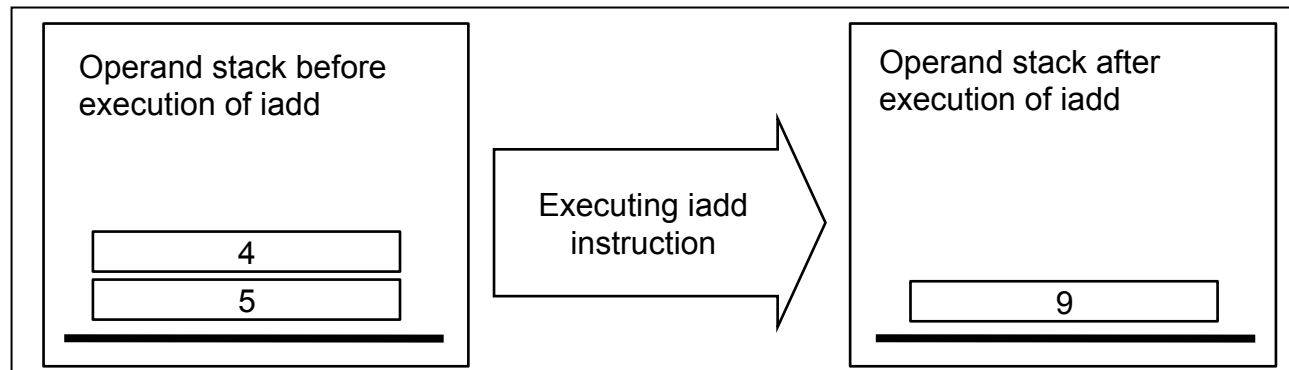 Operand stack before
execution of iadd
4
5
Executing iadd
instruction
Operand stack after
execution of iadd
9